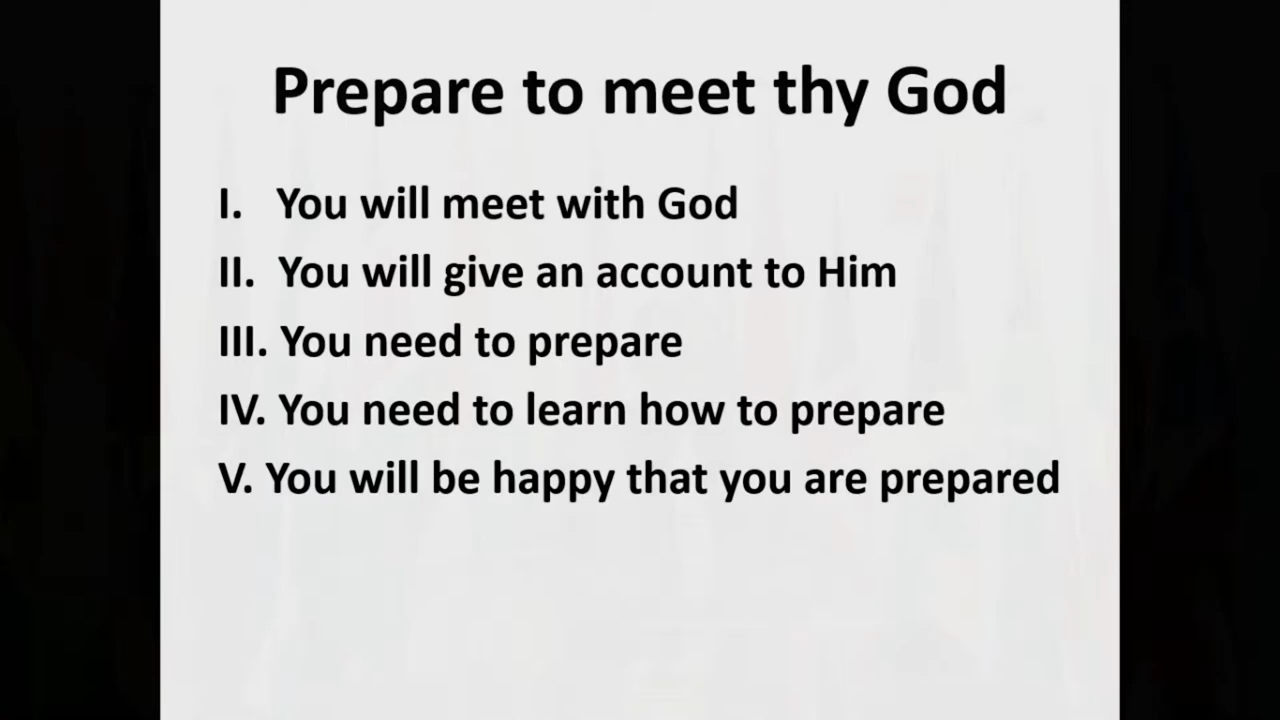 Prepare to meet thy God
I. You will meet with God
II. You will give an account to Him
III. You need to prepare
IV. You need to learn how to prepare
V. You will be happy that you are prepared